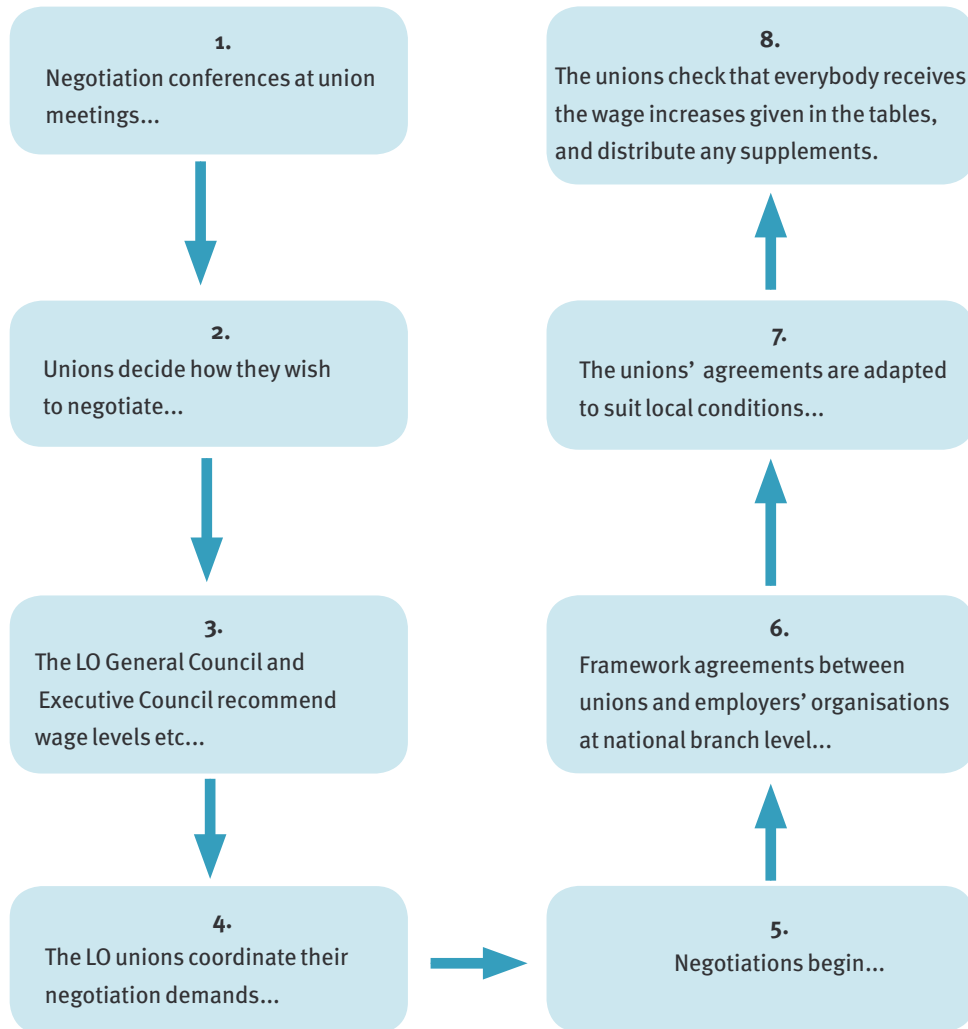 1.
Negotiation conferences at union
meetings...
2.
Unions decide how they wish
to negotiate...
3.
The LO General Council and
Executive Council recommend
wage levels etc...
4.
The LO unions coordinate their
negotiation demands...
5.
Negotiations begin...
6.
Framework agreements between
unions and employers’ organisations
at national branch level...
7.
The unions’ agreements are adapted
to suit local conditions...
8.
The unions check that everybody receives
the wage increases given in the tables,
and distribute any supplements.